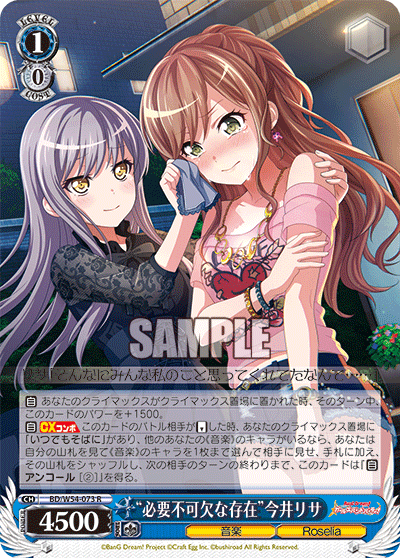 LEVEL
1
0
COST
SAMPLE
そんなにみんな私のこと思ってくれてたなんて……
【自】 あなたのクライマックスがクライマックス置場に置かれた時、そのターン中、
このカードのパワーを+1500。
【自】 CXコンボ このカードのバトル相手が【リバース】した時、クライマックス置場に
「いつでもそばに」があり、他のあなたの《音楽》のキャラがいるなら、あなたは
自分の山札を見て《音楽》のキャラを1枚まで選んで相手に見せ、手札に加え、
その山札をシャッフルし、次の相手のターンの終わりまで、このカードは『【自】
アンコール [②]』を得る。
CH
BD/W54-073 R
4500
"必要不可欠な存在"今井リサ
音楽
Roselia
©BanG Dream! Project ©Craft Egg Inc. ©bushiroad All Rights Reserved.